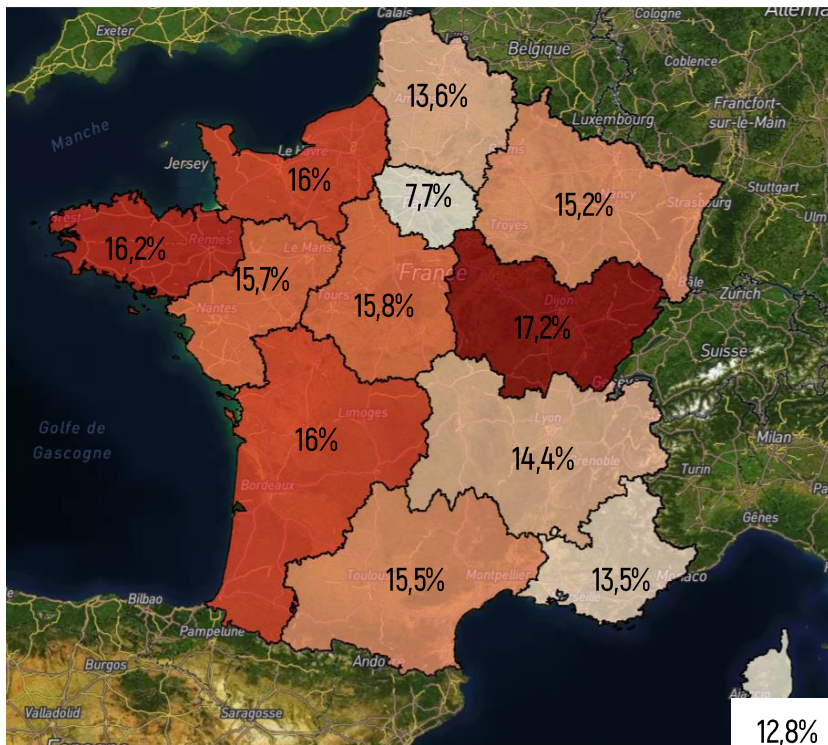 Calais
Cologne
Allema
Exeter
Belgique
Coblence
13,6%
Francfort-
sur-le-Main
Luxembourg
Manche
Le Havre
Jersey
16%
7,7%
15,2%
Nancy
Strasbourg
Stuttgart
Ulm
Troyes
16,2%
Rennes
Le Mans
15,7%
France
Bâle
Zurich
Nantes
Tours
15,8%
Dijon
17,2%
Suisse
Genève
Limoges
Lyon
Golfe de
Gascogne
16%
14,4%
Grenoble
Milan
Turin
Bordeaux
Gênes
Toulouse
15,5%
Montpellier
13,5%
Monaco
Bilbao
Pampelune
Burgos
Valladolid
Saragosse
Ajaccio
12,8%